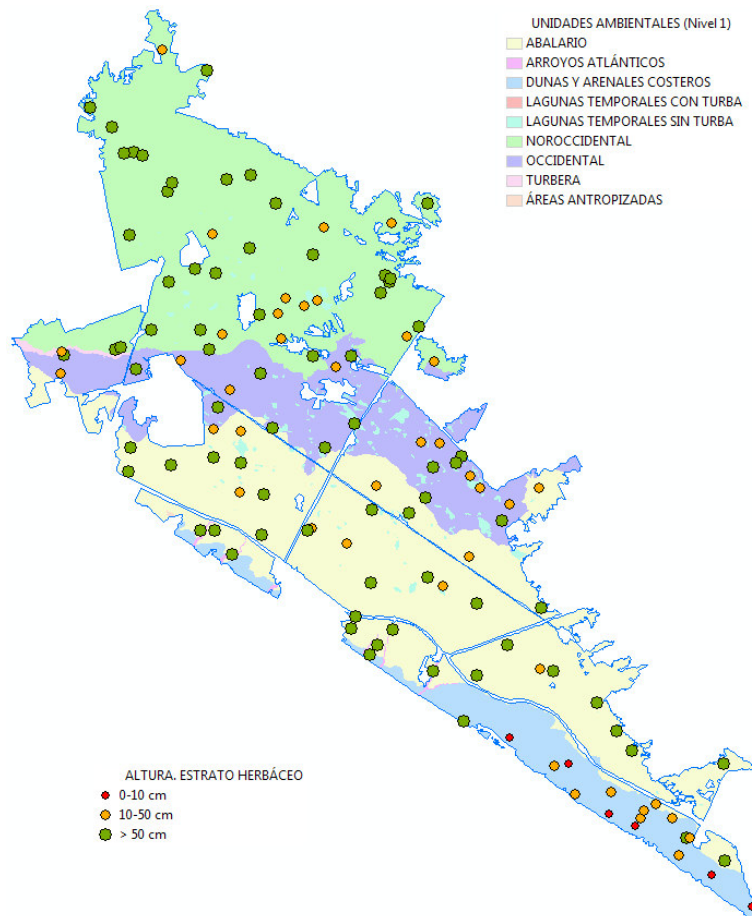 UNIDADES AMBIENTALES (Nivel 1)
ABALARIO
ARROYOS ATLÁNTICOS
DUNAS Y ARENALES COSTEROS
LAGUNAS TEMPORALES CON TURBA
LAGUNAS TEMPORALES SIN TURBA
NOROCCIDENTAL
OCCIDENTAL
TURBERA
ÁREAS ANTROPIZADAS
ALTURA. ESTRATO HERBÁCEO
0-10 cm
10-50 cm
> 50 cm